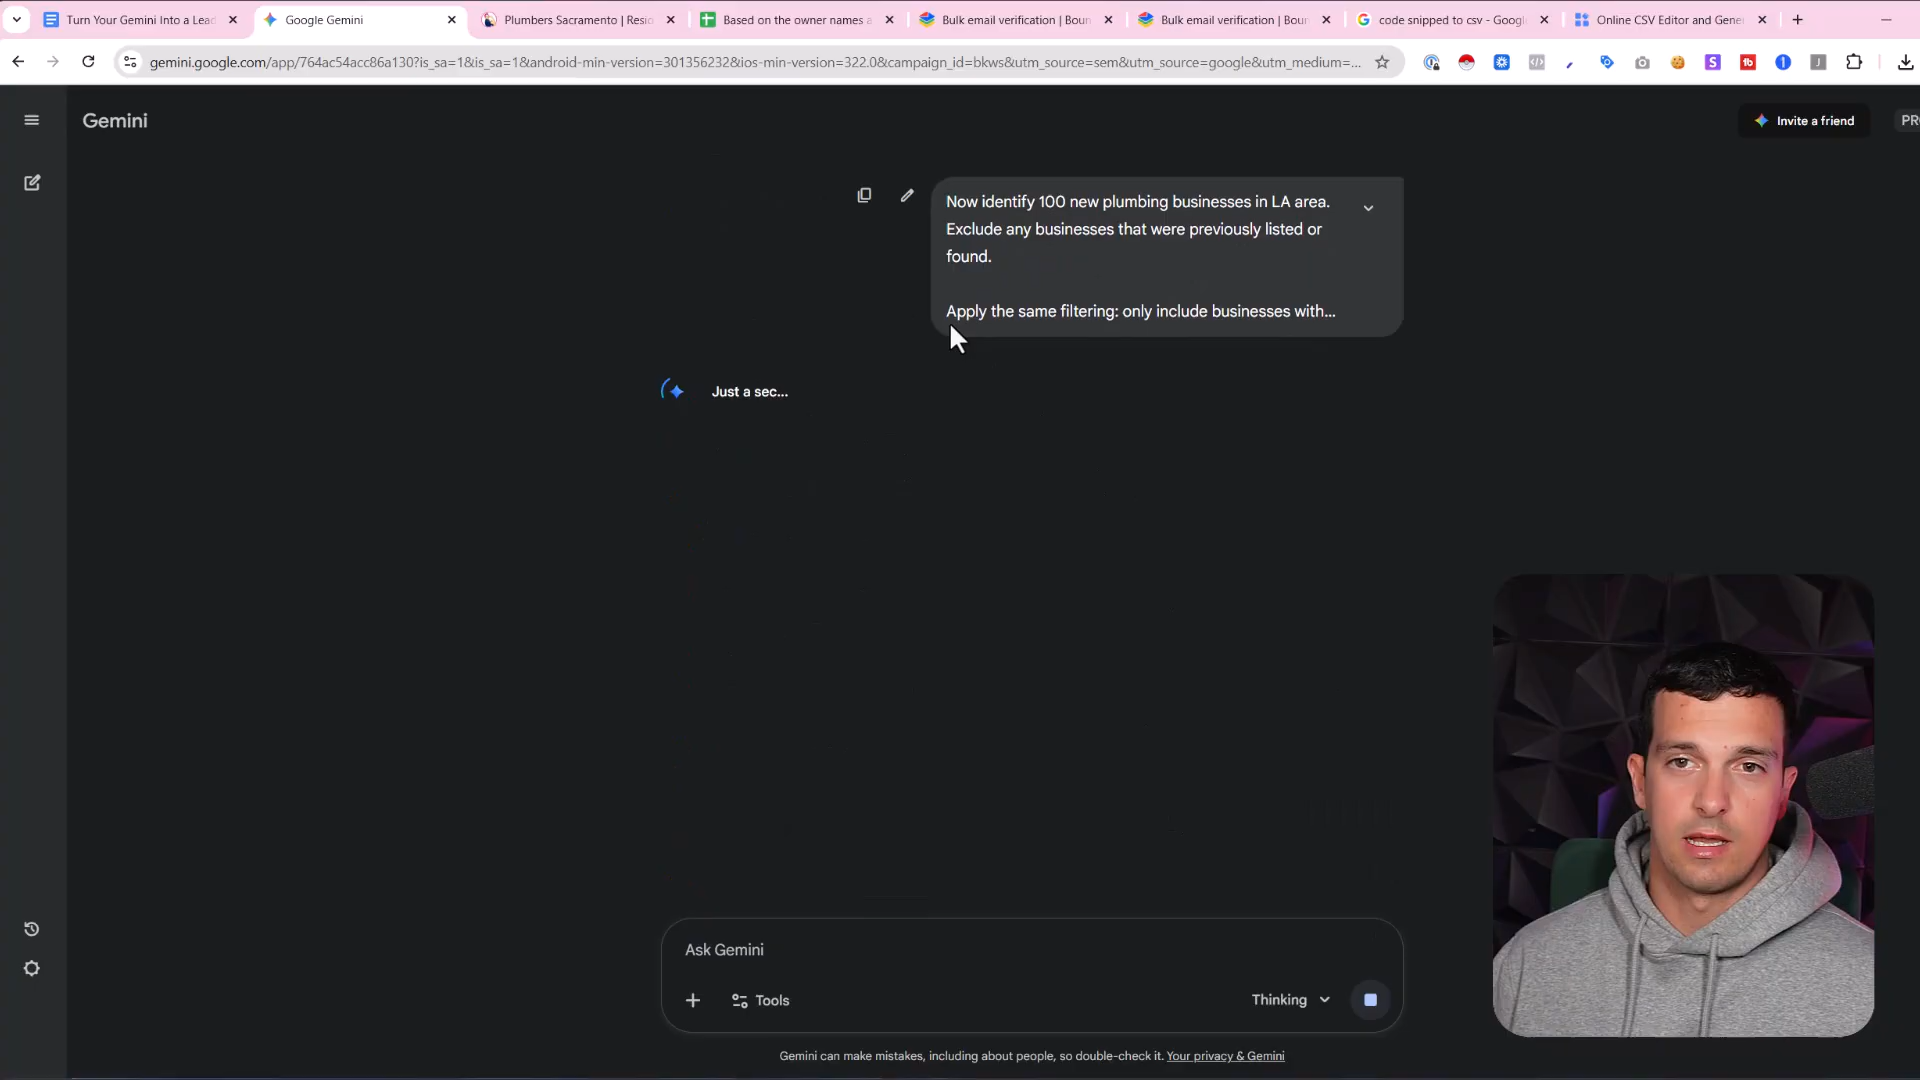 Turn Your Gemini Into a Lead
Google Gemini
Plumbers Sacramento | Resi
Based on the owner names a
Bulk email verification | Boun
Bulk email verification | Boun
code snipped to csv - Googl
Online CSV Editor and Gene
gemini.google.com/app/764ac54acc86a130?is_sa=1&is_sa=1&android-min-version=301356232&ios-min-version=322.0&campaign_id=bkws&utm_source=sem&utm_source=google&utm_medium=...
Gemini
Invite a friend
PR
Now identify 100 new plumbing businesses in LA area.
Exclude any businesses that were previously listed or
found.
Apply the same filtering: only include businesses with...
Just a sec...
Ask Gemini
Tools
Thinking
Gemini can make mistakes, including about people, so double-check it. Your privacy & Gemini